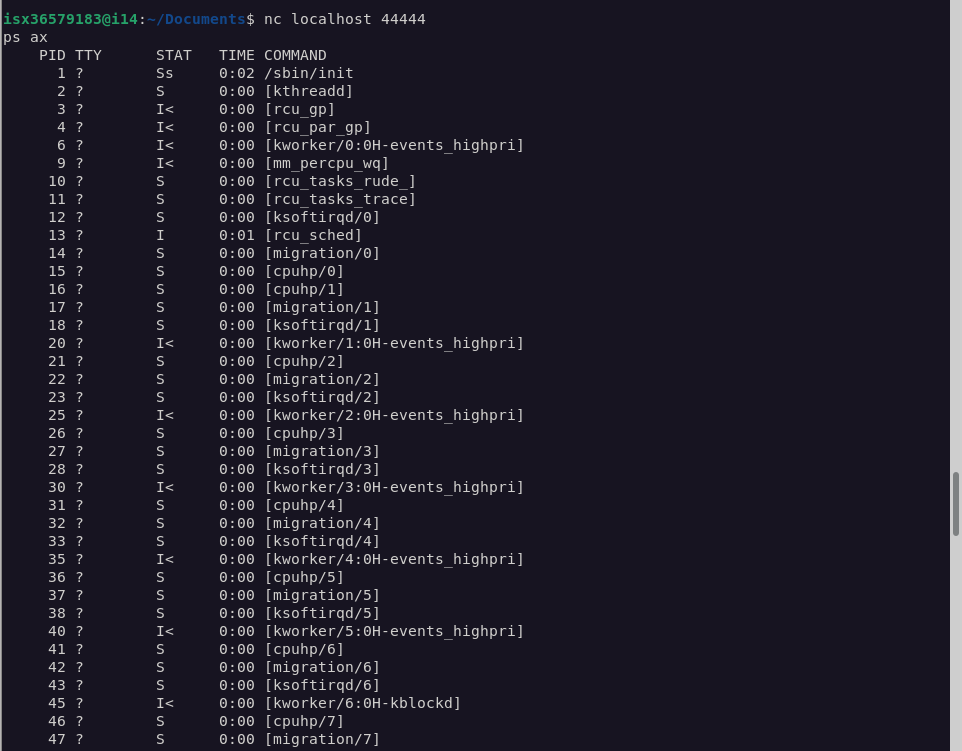 isx36579183@i14:~/Documents$ nc localhost 44444
ps ax
    PID TTY      STAT   TIME COMMAND
      1 ?        Ss     0:02 /sbin/init
      2 ?        S      0:00 [kthreadd]
      3 ?        I<     0:00 [rcu_gp]
      4 ?        I<     0:00 [rcu_par_gp]
      6 ?        I<     0:00 [kworker/0:0H-events_highpri]
      9 ?        I<     0:00 [mm_percpu_wq]
     10 ?        S      0:00 [rcu_tasks_rude_]
     11 ?        S      0:00 [rcu_tasks_trace]
     12 ?        S      0:00 [ksoftirqd/0]
     13 ?        I      0:01 [rcu_sched]
     14 ?        S      0:00 [migration/0]
     15 ?        S      0:00 [cpuhp/0]
     16 ?        S      0:00 [cpuhp/1]
     17 ?        S      0:00 [migration/1]
     18 ?        S      0:00 [ksoftirqd/1]
     20 ?        I<     0:00 [kworker/1:0H-events_highpri]
     21 ?        S      0:00 [cpuhp/2]
     22 ?        S      0:00 [migration/2]
     23 ?        S      0:00 [ksoftirqd/2]
     25 ?        I<     0:00 [kworker/2:0H-events_highpri]
     26 ?        S      0:00 [cpuhp/3]
     27 ?        S      0:00 [migration/3]
     28 ?        S      0:00 [ksoftirqd/3]
     30 ?        I<     0:00 [kworker/3:0H-events_highpri]
     31 ?        S      0:00 [cpuhp/4]
     32 ?        S      0:00 [migration/4]
     33 ?        S      0:00 [ksoftirqd/4]
     35 ?        I<     0:00 [kworker/4:0H-events_highpri]
     36 ?        S      0:00 [cpuhp/5]
     37 ?        S      0:00 [migration/5]
     38 ?        S      0:00 [ksoftirqd/5]
     40 ?        I<     0:00 [kworker/5:0H-events_highpri]
     41 ?        S      0:00 [cpuhp/6]
     42 ?        S      0:00 [migration/6]
     43 ?        S      0:00 [ksoftirqd/6]
     45 ?        I<     0:00 [kworker/6:0H-kblockd]
     46 ?        S      0:00 [cpuhp/7]
     47 ?        S      0:00 [migration/7]